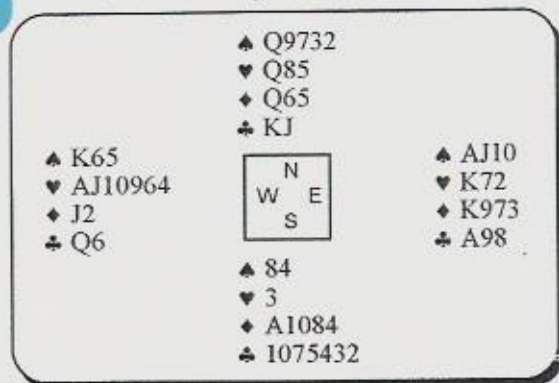 ♠ Q9732
♥ Q85
♦ Q65
♣ KJ
♠ K65
♥ AJ10964
♦ J2
♣ Q6
N
W E
S
♠ AJ10
♥ K72
♦ K973
♣ A98
♠ 84
♥ 3
♦ A1084
♣ 1075432